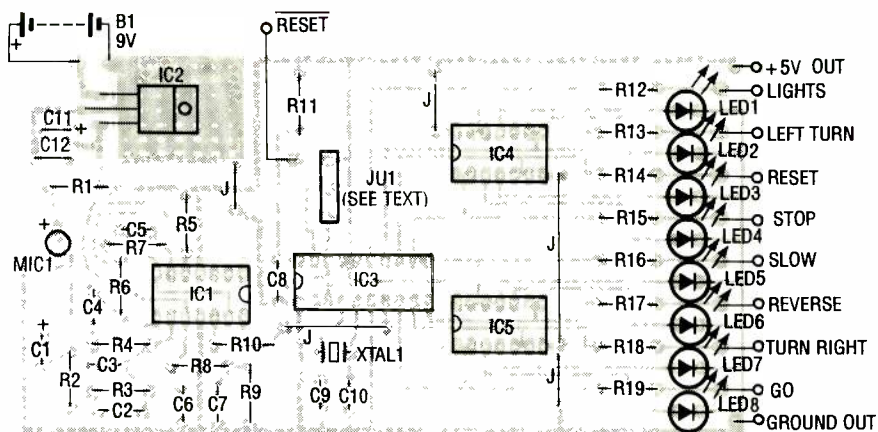 B1
9V
RESET
IC2
C11
C12
R1
MIC1
C5
R7
R5
R6
C4
C1
R2
R4
C3
R3
C2
IC1
R10
R8
R9
C6
C7
R11
J
J
JU1
(SEE TEXT)
C8
IC3
J
XTAL1
C9
C10
IC4
IC5
J
J
R12
R13
R14
R15
R16
R17
R18
R19
LED1
LED2
LED3
LED4
LED5
LED6
LED7
LED8
+5V OUT
LIGHTS
LEFT TURN
RESET
STOP
SLOW
REVERSE
TURN RIGHT
GO
GROUND OUT